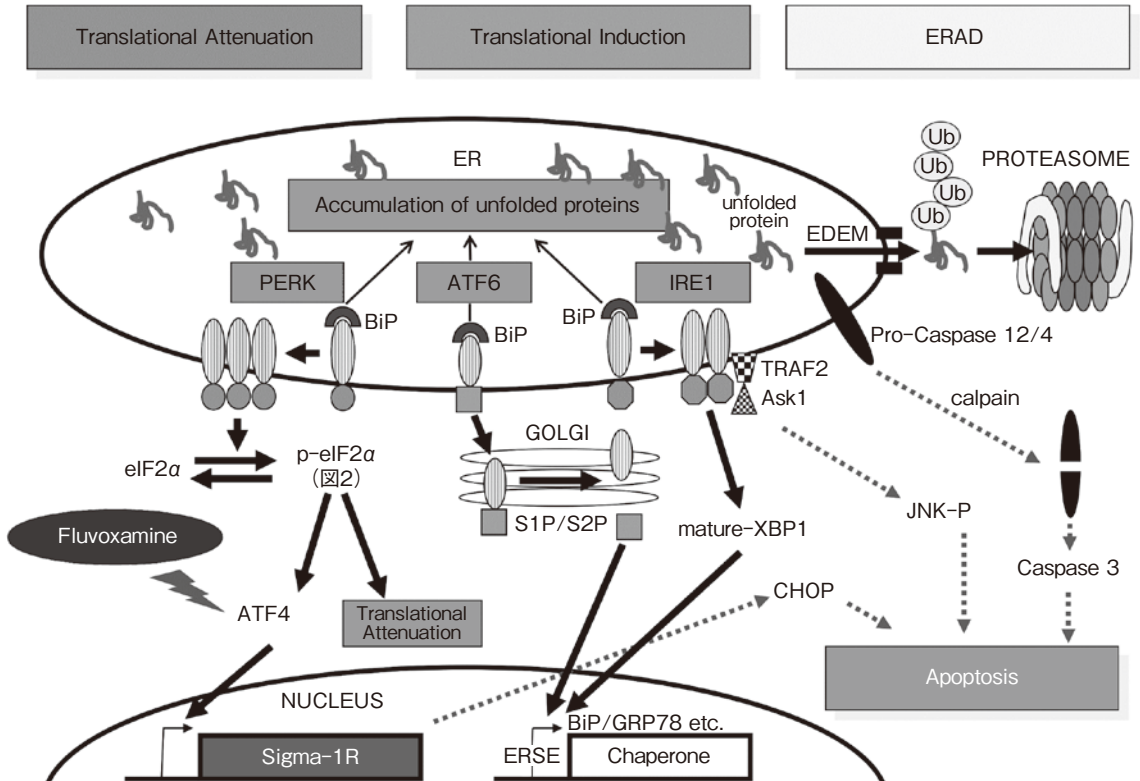 Translational Attenuation
Translational Induction
ERAD
ER
Accumulation of unfolded proteins
unfolded
protein
Ub
Ub
Ub
Ub
PROTEASOME
EDEM
PERK
ATF6
IRE1
BiP
BiP
BiP
Pro-Caspase 12/4
TRAF2
Ask1
calpain
GOLGI
eIF2α
p-eIF2α
(図2)
S1P/S2P
mature-XBP1
JNK-P
Fluvoxamine
Caspase 3
CHOP
ATF4
Translational
Attenuation
Apoptosis
NUCLEUS
BiP/GRP78 etc.
Sigma-1R
ERSE
Chaperone